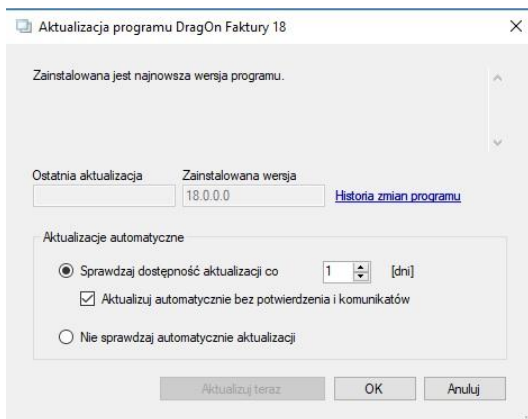 Aktualizacja programu DragOn Faktury 18
Zainstalowana jest najnowsza wersja programu.
Ostatnia aktualizacja Zainstalowana wersja
18.0.0.0 Historia zmian programu
Aktualizacje automatyczne
Sprawdzaj dostępność aktualizacji co 1 [dni]
Aktualizuj automatycznie bez potwierdzenia i komunikatów
Nie sprawdzaj automatycznie aktualizacji
Aktualizuj teraz OK Anuluj